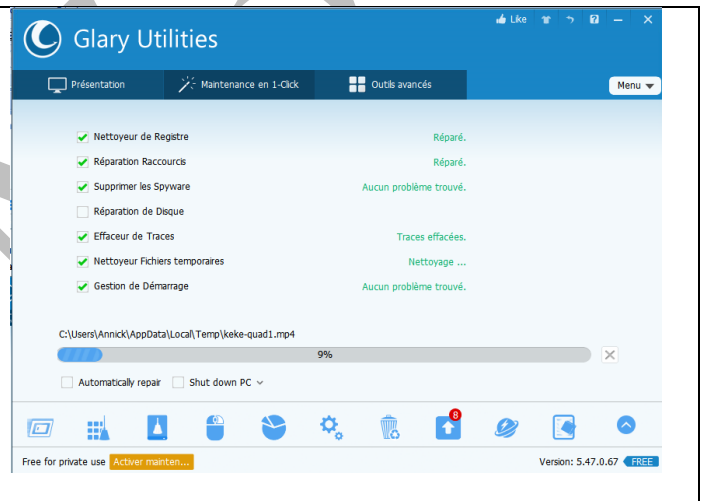 Like
Glary Utilities
Présentation
Maintenance en 1-Click
Outils avancés
Menu
Nettoyeur de Registre Réparé.
Réparation Raccourcis Réparé.
Supprimer les Spyware Aucun problème trouvé.
Réparation de Disque
Effaceur de Traces Traces effacées.
Nettoyeur Fichiers temporaires Nettoyage ...
Gestion de Démarrage Aucun problème trouvé.
C:\Users\Annick\AppData\Local\Temp\keke-quad1.mp4
9%
Automatically repair Shut down PC
8
Free for private use Activer mainten... Version: 5.47.0.67 FREE